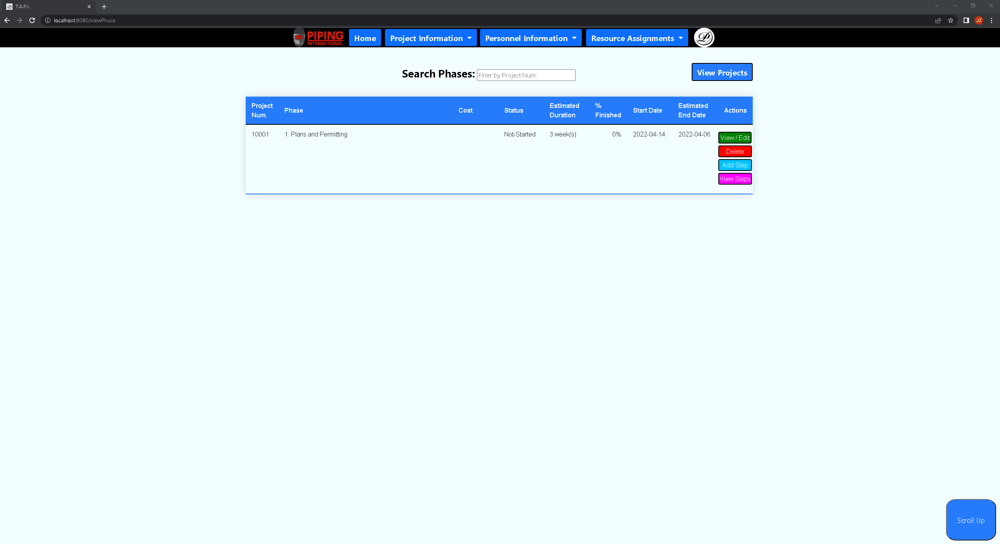 T.A.P.I.
localhost:8080/viewPhase
JZ
PIPING
INTERNATIONAL
Home
Project Information
Personnel Information
Resource Assignments
Search Phases:
Filter by Project Num.
View Projects
Project Num.
Phase
Cost
Status
Estimated Duration
% Finished
Start Date
Estimated End Date
Actions
10001
1. Plans and Permitting
Not-Started
3 week(s)
0%
2022-04-14
2022-04-06
View / Edit
Delete
Add Step
View Steps
Scroll Up